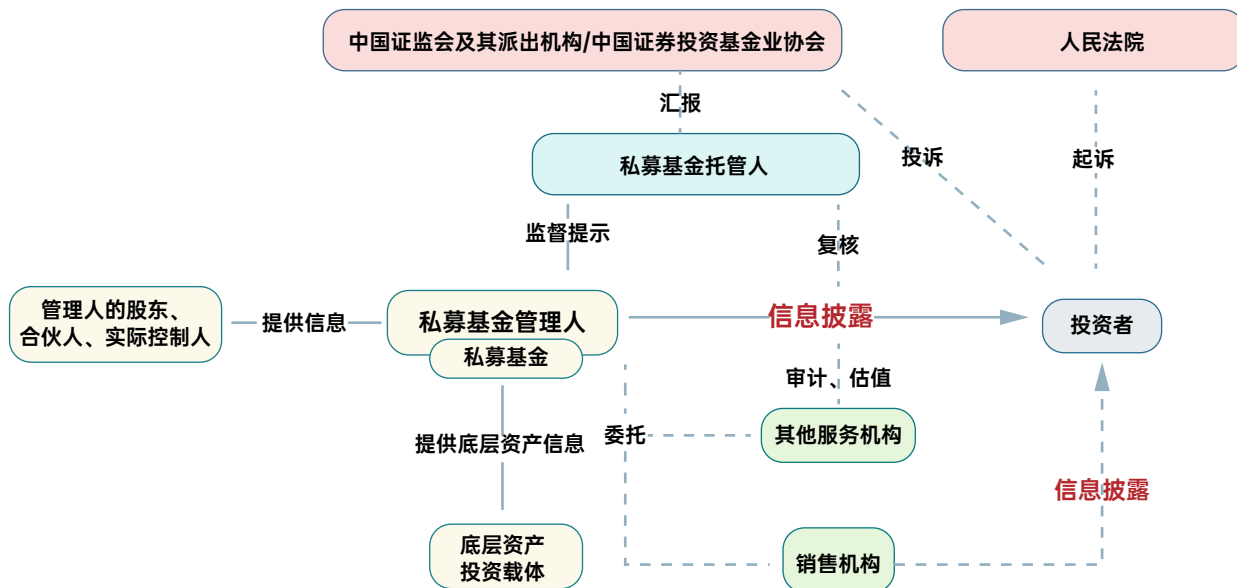 中国证监会及其派出机构/中国证券投资基金业协会
人民法院
汇报
投诉
起诉
私募基金托管人
监督提示
复核
管理人的股东、
合伙人、实际控制人
提供信息
私募基金管理人
私募基金
信息披露
投资者
审计、估值
提供底层资产信息
委托
其他服务机构
信息披露
底层资产
投资载体
销售机构